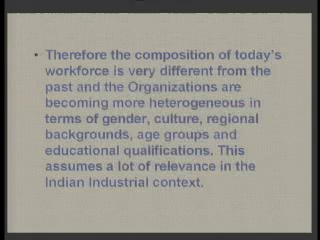 • Therefore the composition of today's
workforce is very different from the
past and the Organizations are
becoming more heterogeneous in
terms of gender, culture, regional
backgrounds, age groups and
educational qualifications. This
assumes a lot of relevance in the
Indian Industrial context.